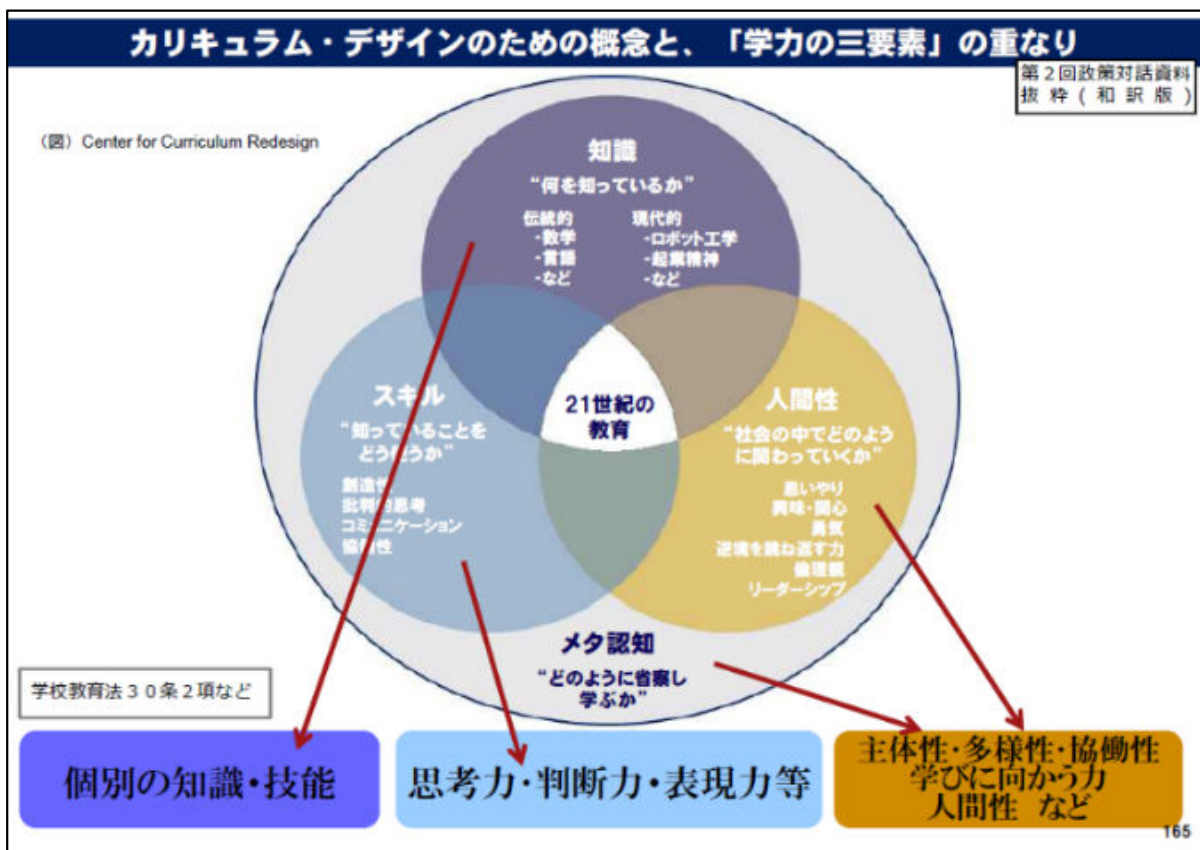 カリキュラム・デザインのための概念と、「学力の三要素」の重なり
第2回政策対話資料
抜粋(和訳版)
(図) Center for Curriculum Redesign
知識
“何を知っているか”
伝統的
-数学
-言語
-など
現代的
-ロボット工学
-起業精神
-など
スキル
“知っていることを
どう使うか”
創造性
批判的思考
コミュニケーション
協働性
21世紀の
教育
人間性
“社会の中でどのよう
に関わっていくか”
思いやり
興味・関心
勇気
逆境を跳ね返す力
倫理観
リーダーシップ
メタ認知
“どのように省察し
学ぶか”
学校教育法30条2項など
個別の知識・技能
思考力・判断力・表現力等
主体性・多様性・協働性
学びに向かう力
人間性 など
165